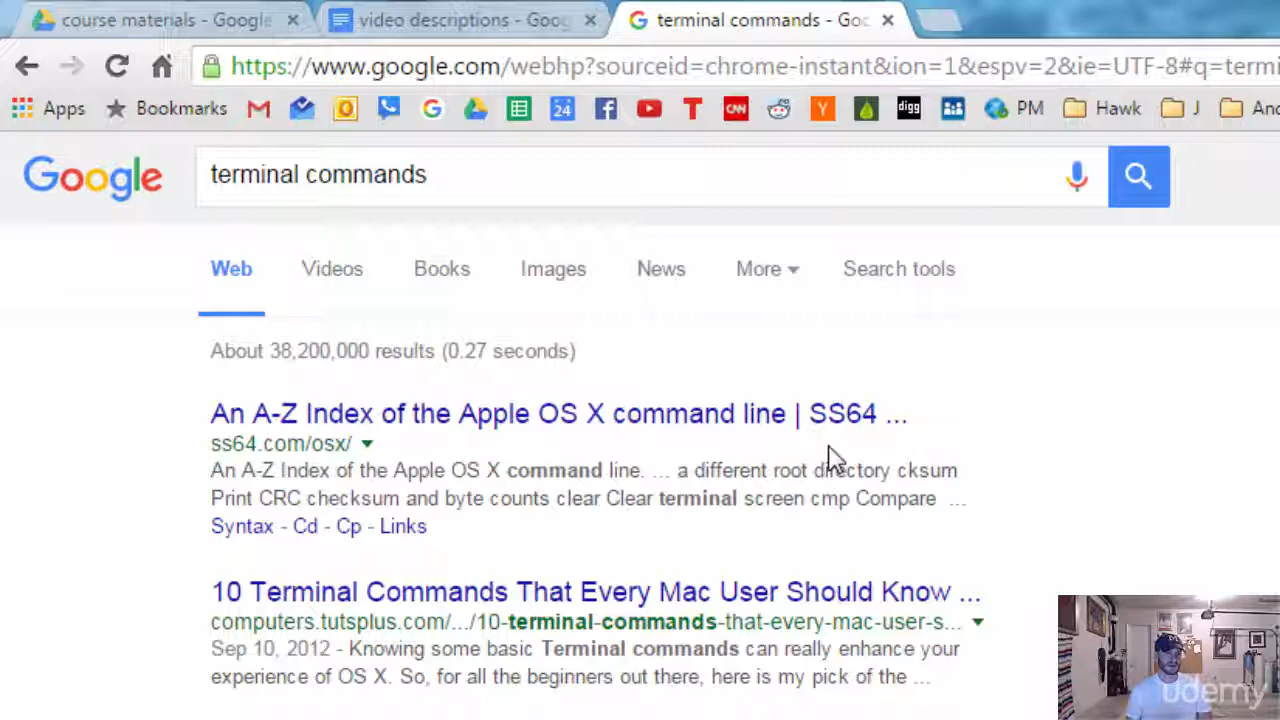 course materials - Google
video descriptions - Goog
terminal commands - Goo
https://www.google.com/webhp?sourceid=chrome-instant&ion=1&espv=2&ie=UTF-8#q=termi
Apps
Bookmarks
24
T
CNN
Y
digg
PM
Hawk
J
And
Google
terminal commands
Web
Videos
Books
Images
News
More
Search tools
About 38,200,000 results (0.27 seconds)
An A-Z Index of the Apple OS X command line | SS64 ...
ss64.com/osx/
An A-Z Index of the Apple OS X command line. ... a different root directory cksum
Print CRC checksum and byte counts clear Clear terminal screen cmp Compare ...
Syntax - Cd - Cp - Links
10 Terminal Commands That Every Mac User Should Know ...
computers.tutsplus.com/.../10-terminal-commands-that-every-mac-user-s...
Sep 10, 2012 - Knowing some basic Terminal commands can really enhance your
experience of OS X. So, for all the beginners out there, here is my pick of the ...
udemy